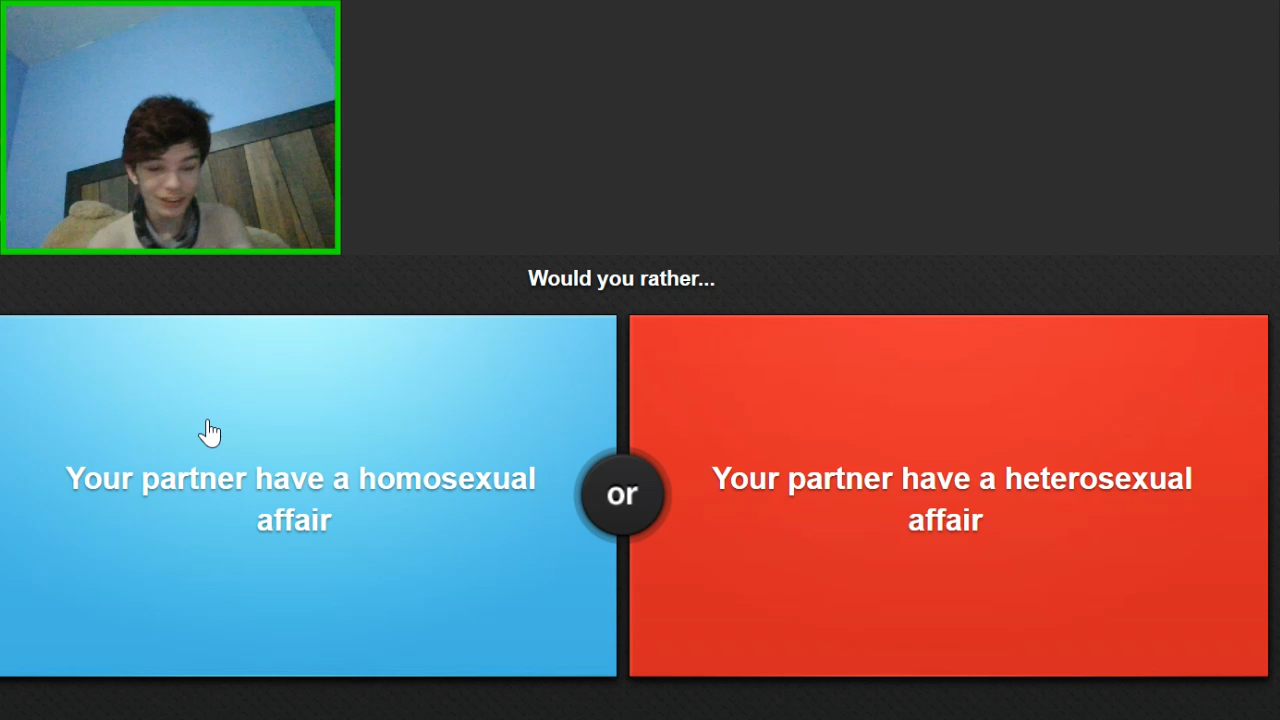 Would you rather...
Your partner have a homosexual
affair
or
Your partner have a heterosexual
affair